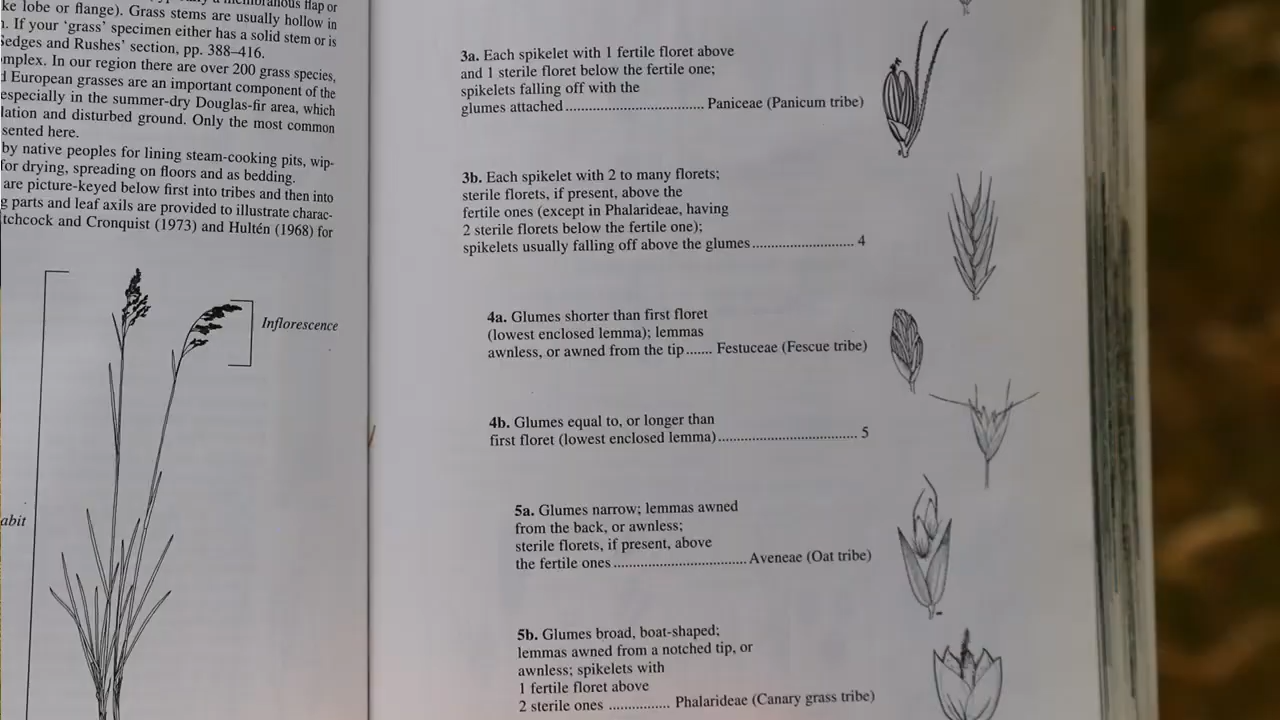 ke lobe or flange). Grass stems are usually hollow in
If your ‘grass’ specimen either has a solid stem or is
Sedges and Rushes’ section, pp. 388–416.
mplex. In our region there are over 200 grass species,
d European grasses are an important component of the
especially in the summer-dry Douglas-fir area, which
lation and disturbed ground. Only the most common
sented here.
by native peoples for lining steam-cooking pits, wip-
for drying, spreading on floors and as bedding.
are picture-keyed below first into tribes and then into
g parts and leaf axils are provided to illustrate charac-
tchcock and Cronquist (1973) and Hultén (1968) for
Inflorescence
abit
3a. Each spikelet with 1 fertile floret above
and 1 sterile floret below the fertile one;
spikelets falling off with the
glumes attached .................................. Paniceae (Panicum tribe)
3b. Each spikelet with 2 to many florets;
sterile florets, if present, above the
fertile ones (except in Phalarideae, having
2 sterile florets below the fertile one);
spikelets usually falling off above the glumes .......................... 4
4a. Glumes shorter than first floret
(lowest enclosed lemma); lemmas
awnless, or awned from the tip ....... Festuceae (Fescue tribe)
4b. Glumes equal to, or longer than
first floret (lowest enclosed lemma) .................................... 5
5a. Glumes narrow; lemmas awned
from the back, or awnless;
sterile florets, if present, above
the fertile ones .................................. Aveneae (Oat tribe)
5b. Glumes broad, boat-shaped;
lemmas awned from a notched tip, or
awnless; spikelets with
1 fertile floret above
2 sterile ones ................ Phalarideae (Canary grass tribe)